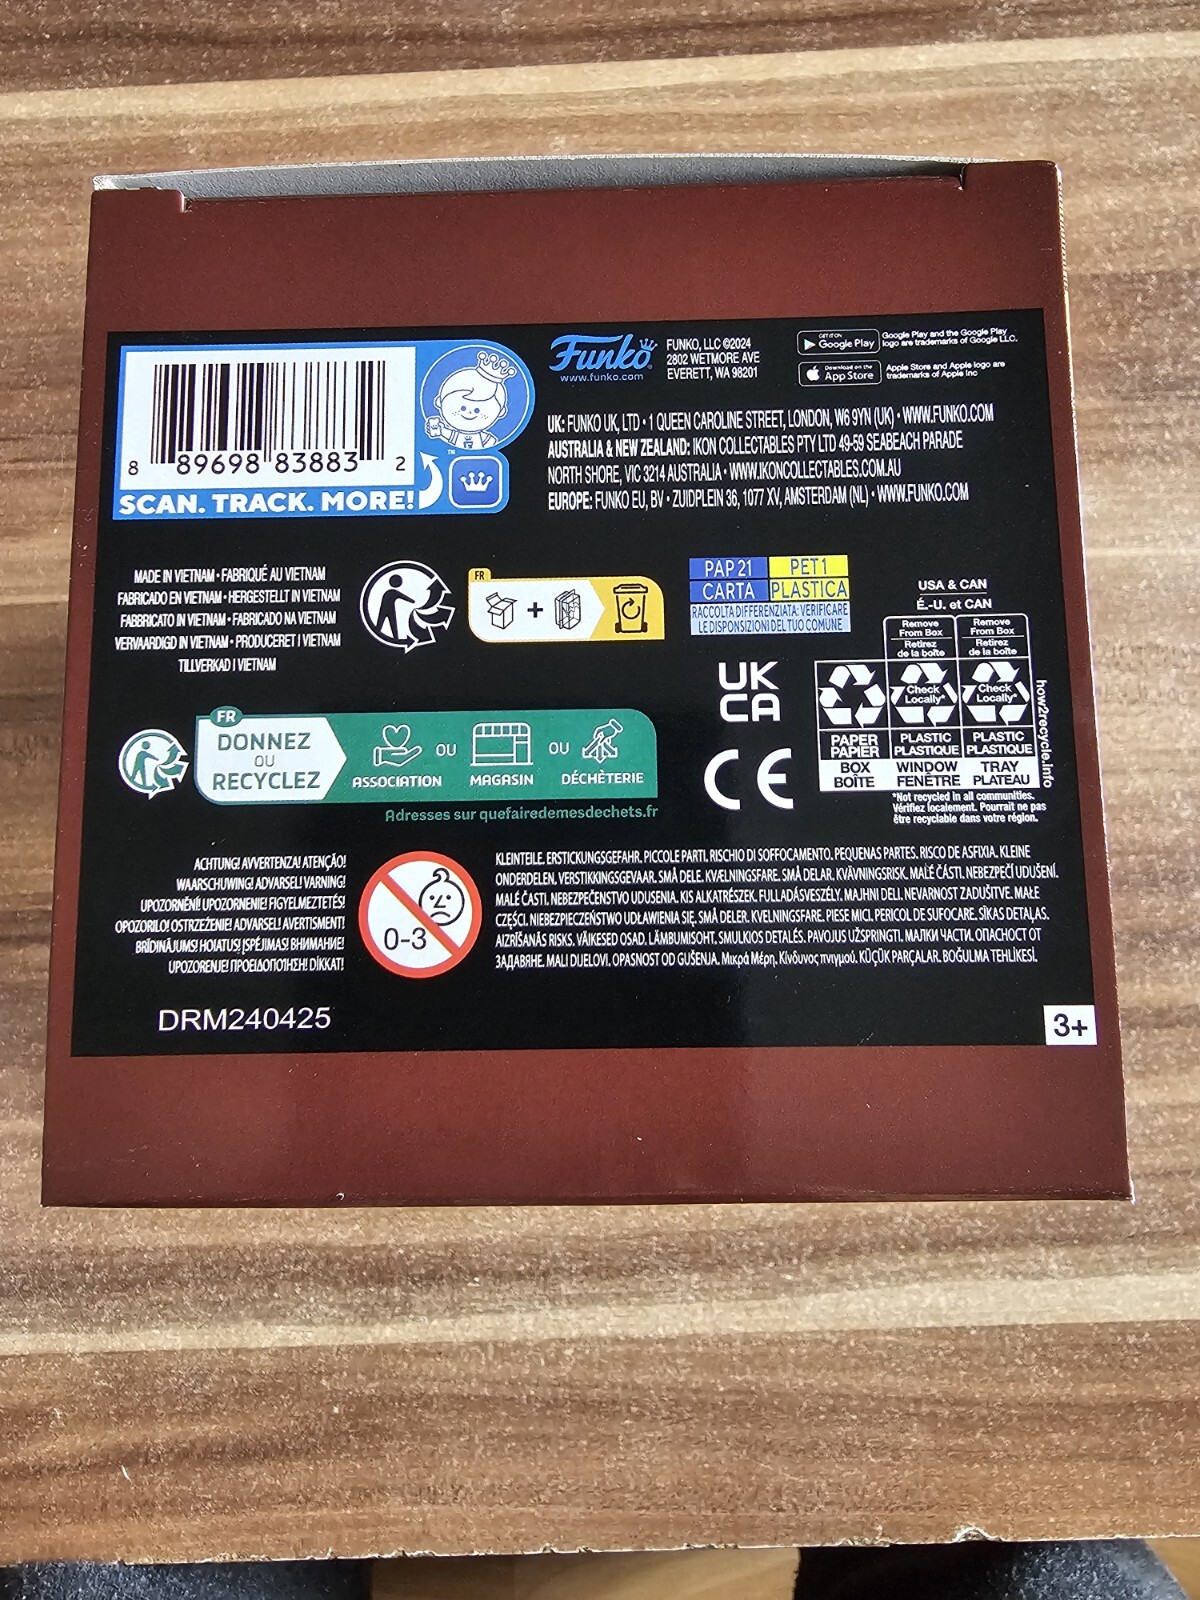 8 89698 83883 2
SCAN. TRACK. MORE!
TM
Funko
www.funko.com
FUNKO, LLC ©2024
2802 WETMORE AVE
EVERETT, WA 98201
GET IT ON
Google Play
Google Play and the Google Play
logo are trademarks of Google LLC.
Download on the
App Store
Apple Store and Apple logo are
trademarks of Apple Inc
UK: FUNKO UK, LTD • 1 QUEEN CAROLINE STREET, LONDON, W6 9YN (UK) • WWW.FUNKO.COM
AUSTRALIA & NEW ZEALAND: IKON COLLECTABLES PTY LTD 49-59 SEABEACH PARADE
NORTH SHORE, VIC 3214 AUSTRALIA • WWW.IKONCOLLECTABLES.COM.AU
EUROPE: FUNKO EU, BV • ZUIDPLEIN 36, 1077 XV, AMSTERDAM (NL) • WWW.FUNKO.COM
MADE IN VIETNAM • FABRIQUÉ AU VIETNAM
FABRICADO EN VIETNAM • HERGESTELLT IN VIETNAM
FABBRICATO IN VIETNAM • FABRICADO NA VIETNAM
VERVAARDIGD IN VIETNAM • PRODUCERET I VIETNAM
TILLVERKAD I VIETNAM
FR
+
PAP 21
PET1
CARTA
PLASTICA
RACCOLTA DIFFERENZIATA: VERIFICARE
LE DISPOSIZIONI DEL TUO COMUNE
USA & CAN
É.-U. et CAN
Remove
From Box
Retirez
de la boîte
Remove
From Box
Retirez
de la boîte
Check
Locally*
Check
Locally*
PAPER
PAPIER
PLASTIC
PLASTIQUE
PLASTIC
PLASTIQUE
BOX
BOÎTE
WINDOW
FENÊTRE
TRAY
PLATEAU
how2recycle.info
*Not recycled in all communities.
Vérifiez localement. Pourrait ne pas
être recyclable dans votre région.
UK
CA
CE
FR
DONNEZ
OU
RECYCLEZ
ASSOCIATION
OU
MAGASIN
OU
DÉCHÈTERIE
Adresses sur quefairedemesdechets.fr
ACHTUNG! AVVERTENZA! ATENÇÃO!
WAARSCHUWING! ADVARSEL! VARNING!
UPOZORNĚNÍ! UPOZORNENIE! FIGYELMEZTETÉS!
OPOZORILO! OSTRZEŻENIE! ADVARSEL! AVERTISMENT!
BRĪDINĀJUMS! HOIATUS! ĮSPĖJIMAS! ВНИМАНИЕ!
UPOZORENJE! ΠΡΟΕΙΔΟΠΟΙΗΣΗ! DİKKAT!
0-3
KLEINTEILE. ERSTICKUNGSGEFAHR. PICCOLE PARTI. RISCHIO DI SOFFOCAMENTO. PEQUENAS PARTES. RISCO DE ASFIXIA. KLEINE
ONDERDELEN. VERSTIKKINGSGEVAAR. SMÅ DELE. KVÆLNINGSFARE. SMÅ DELAR. KVÄVNINGSRISK. MALÉ ČÁSTI. NEBEZPEČÍ UDUŠENÍ.
MALÉ ČASTI. NEBEZPEČENSTVO UDUSENIA. KIS ALKATRÉSZEK. FULLADÁSVESZÉLY. MAJHNI DELI. NEVARNOST ZADUŠITVE. MAŁE
CZĘŚCI. NIEBEZPIECZEŃSTWO UDŁAWIENIA SIĘ. SMÅ DELER. KVELNINGSFARE. PIESE MICI. PERICOL DE SUFOCARE. SĪKAS DETAĻAS.
AIZRĪŠANĀS RISKS. VÄIKESED OSAD. LÄMBUMISOHT. SMULKIOS DETALĖS. PAVOJUS UŽSPRINGTI. МАЛКИ ЧАСТИ. ОПАСНОСТ ОТ
ЗАДАВЯНЕ. MALI DIJELOVI. OPASNOST OD GUŠENJA. Μικρά Μέρη. Κίνδυνος πνιγμού. KÜÇÜK PARÇALAR. BOĞULMA TEHLİKESİ.
DRM240425
3+